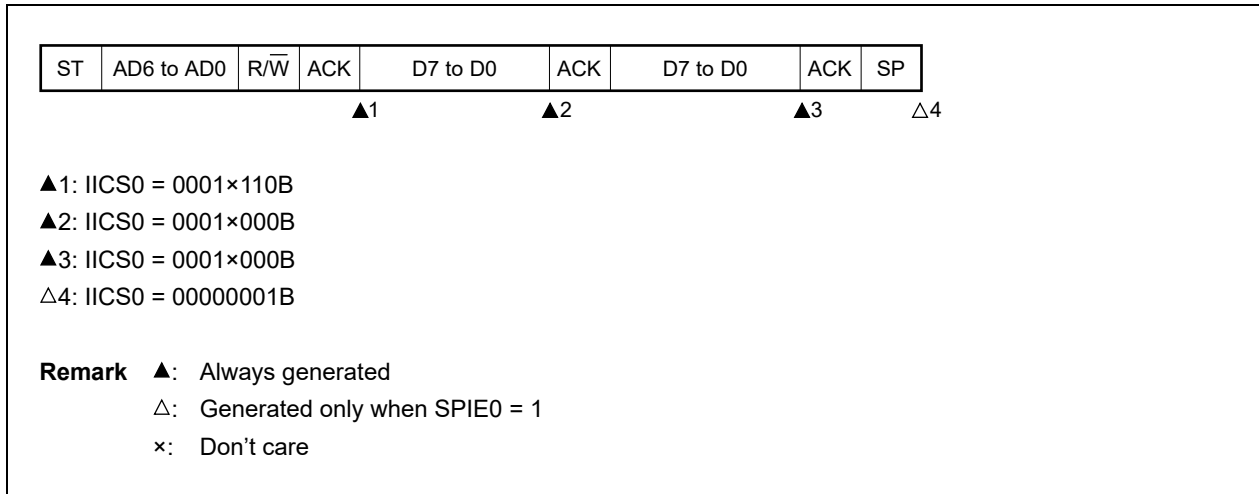 ST AD6 to AD0 R/W̅ ACK D7 to D0 ACK D7 to D0 ACK SP
▲1 ▲2 ▲3 △4
▲1: IICS0 = 0001×110B
▲2: IICS0 = 0001×000B
▲3: IICS0 = 0001×000B
△4: IICS0 = 00000001B
Remark ▲: Always generated
△: Generated only when SPIE0 = 1
×: Don't care